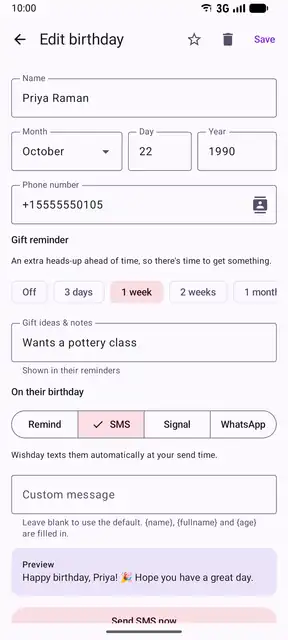 10:00
3G
Edit birthday
Save
Name
Priya Raman
Month
October
Day
22
Year
1990
Phone number
+15555550105
Gift reminder
An extra heads-up ahead of time, so there's time to get something.
Off
3 days
1 week
2 weeks
1 month
Gift ideas & notes
Wants a pottery class
Shown in their reminders
On their birthday
Remind
SMS
Signal
WhatsApp
Wishday texts them automatically at your send time.
Custom message
Leave blank to use the default. {name}, {fullname} and {age}
are filled in.
Preview
Happy birthday, Priya! 🎉 Hope you have a great day.
Send SMS now